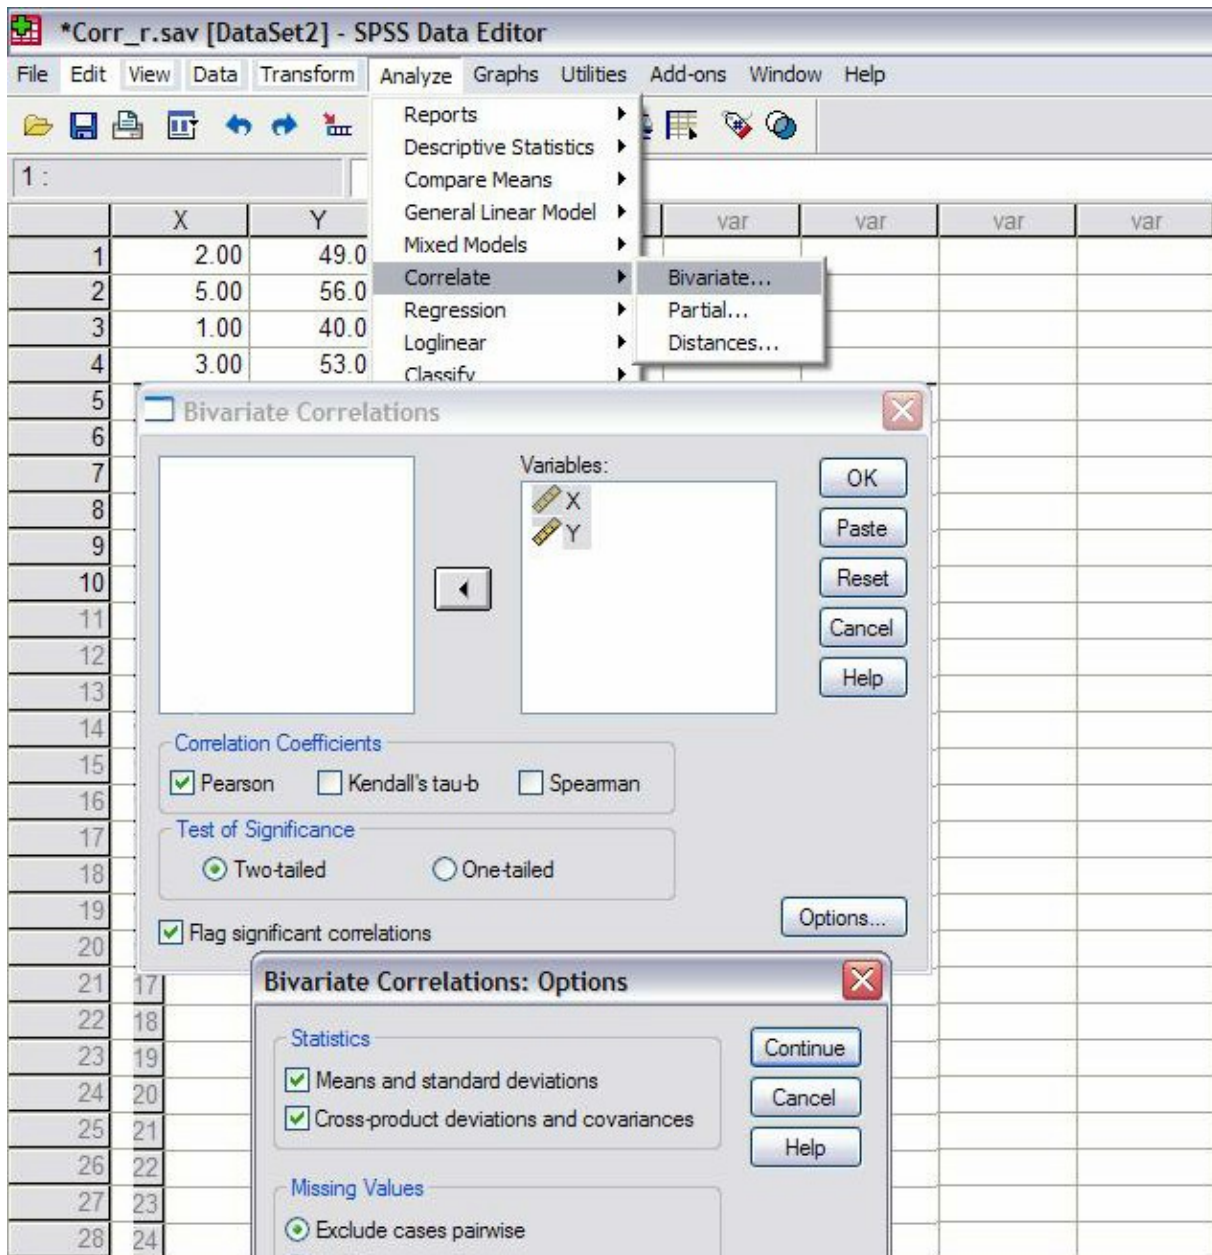 *Corr_r.sav [DataSet2] - SPSS Data Editor
File Edit View Data Transform Analyze Graphs Utilities Add-ons Window Help
Reports
Descriptive Statistics
1 :
Compare Means
General Linear Model
X Y var var var var
Mixed Models
1 2.00 49.0
Correlate Bivariate...
2 5.00 56.0
Regression Partial...
3 1.00 40.0
Loglinear Distances...
4 3.00 53.0
Classify
5
Bivariate Correlations
6
7
Variables:
OK
8
X
9
Y
Paste
10
Reset
11
Cancel
12
13
Help
14
Correlation Coefficients
15
Pearson Kendall's tau-b Spearman
16
17
Test of Significance
18
Two-tailed One-tailed
19
Options...
20
Flag significant correlations
21 17
Bivariate Correlations: Options
22 18
Statistics
Continue
23 19
Means and standard deviations
24 20
Cancel
25 21
Cross-product deviations and covariances
Help
26 22
Missing Values
27 23
Exclude cases pairwise
28 24